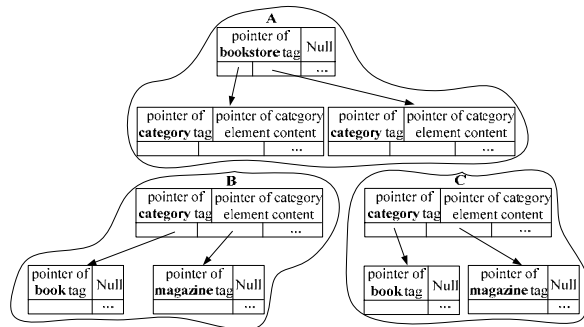 A
pointer of
bookstore tag
Null
...
pointer of
category tag
pointer of category
element content
...
pointer of
category tag
pointer of category
element content
...
B
pointer of
category tag
pointer of category
element content
...
pointer of
book tag
Null
...
pointer of
magazine tag
Null
...
C
pointer of
category tag
pointer of category
element content
...
pointer of
book tag
Null
...
pointer of
magazine tag
Null
...